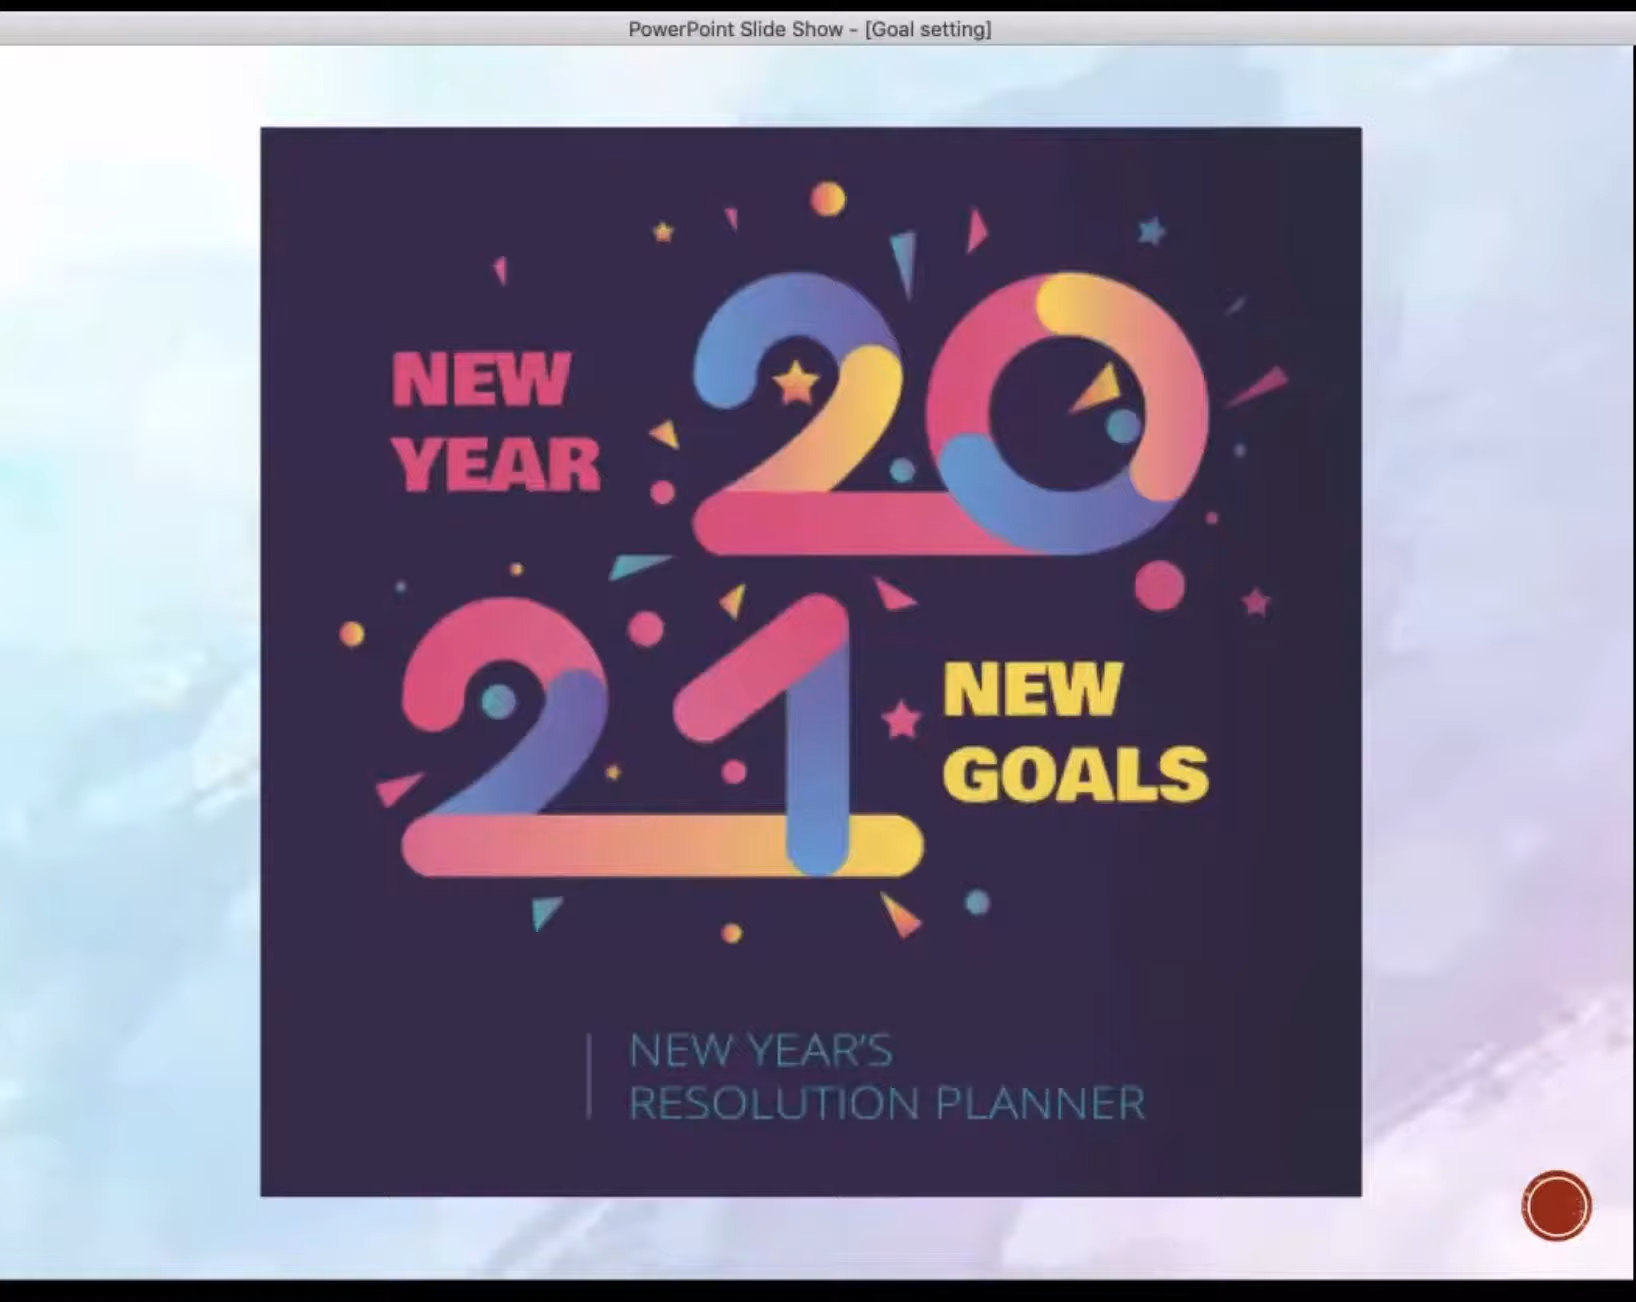 PowerPoint Slide Show - [Goal setting]
NEW
YEAR
20
21
NEW
GOALS
NEW YEAR'S
RESOLUTION PLANNER